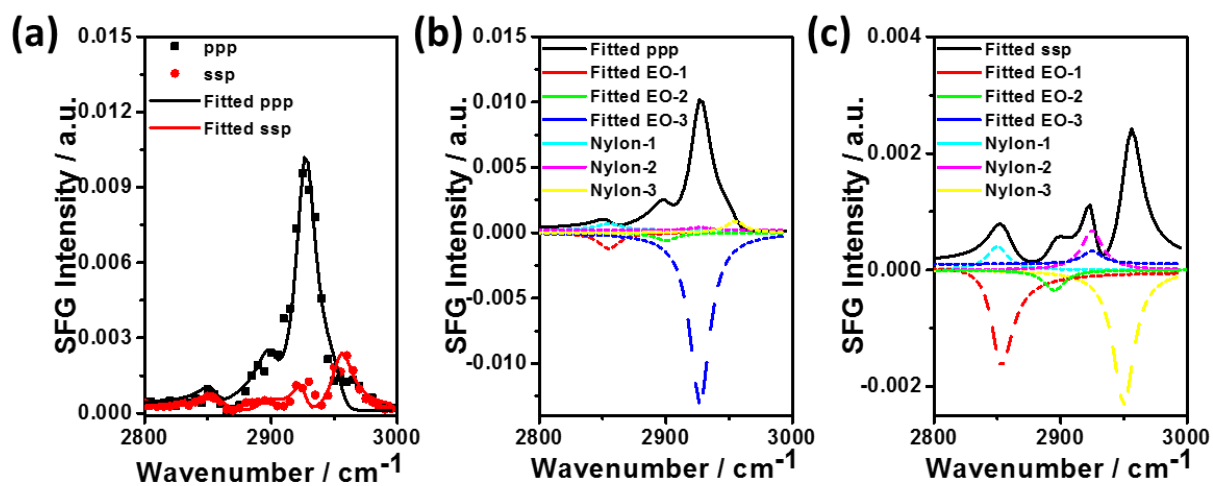 (a)
0.015
0.012
0.009
0.006
0.003
0.000
SFG Intensity / a.u.
ppp
ssp
Fitted ppp
Fitted ssp
2800
2900
3000
Wavenumber / cm-1
(b)
0.015
0.010
0.005
0.000
-0.005
-0.010
SFG Intensity / a.u.
Fitted ppp
Fitted EO-1
Fitted EO-2
Fitted EO-3
Nylon-1
Nylon-2
Nylon-3
2800
2900
3000
Wavenumber / cm-1
(c)
0.004
0.002
0.000
-0.002
SFG Intensity / a.u.
Fitted ssp
Fitted EO-1
Fitted EO-2
Fitted EO-3
Nylon-1
Nylon-2
Nylon-3
2800
2900
3000
Wavenumber / cm-1